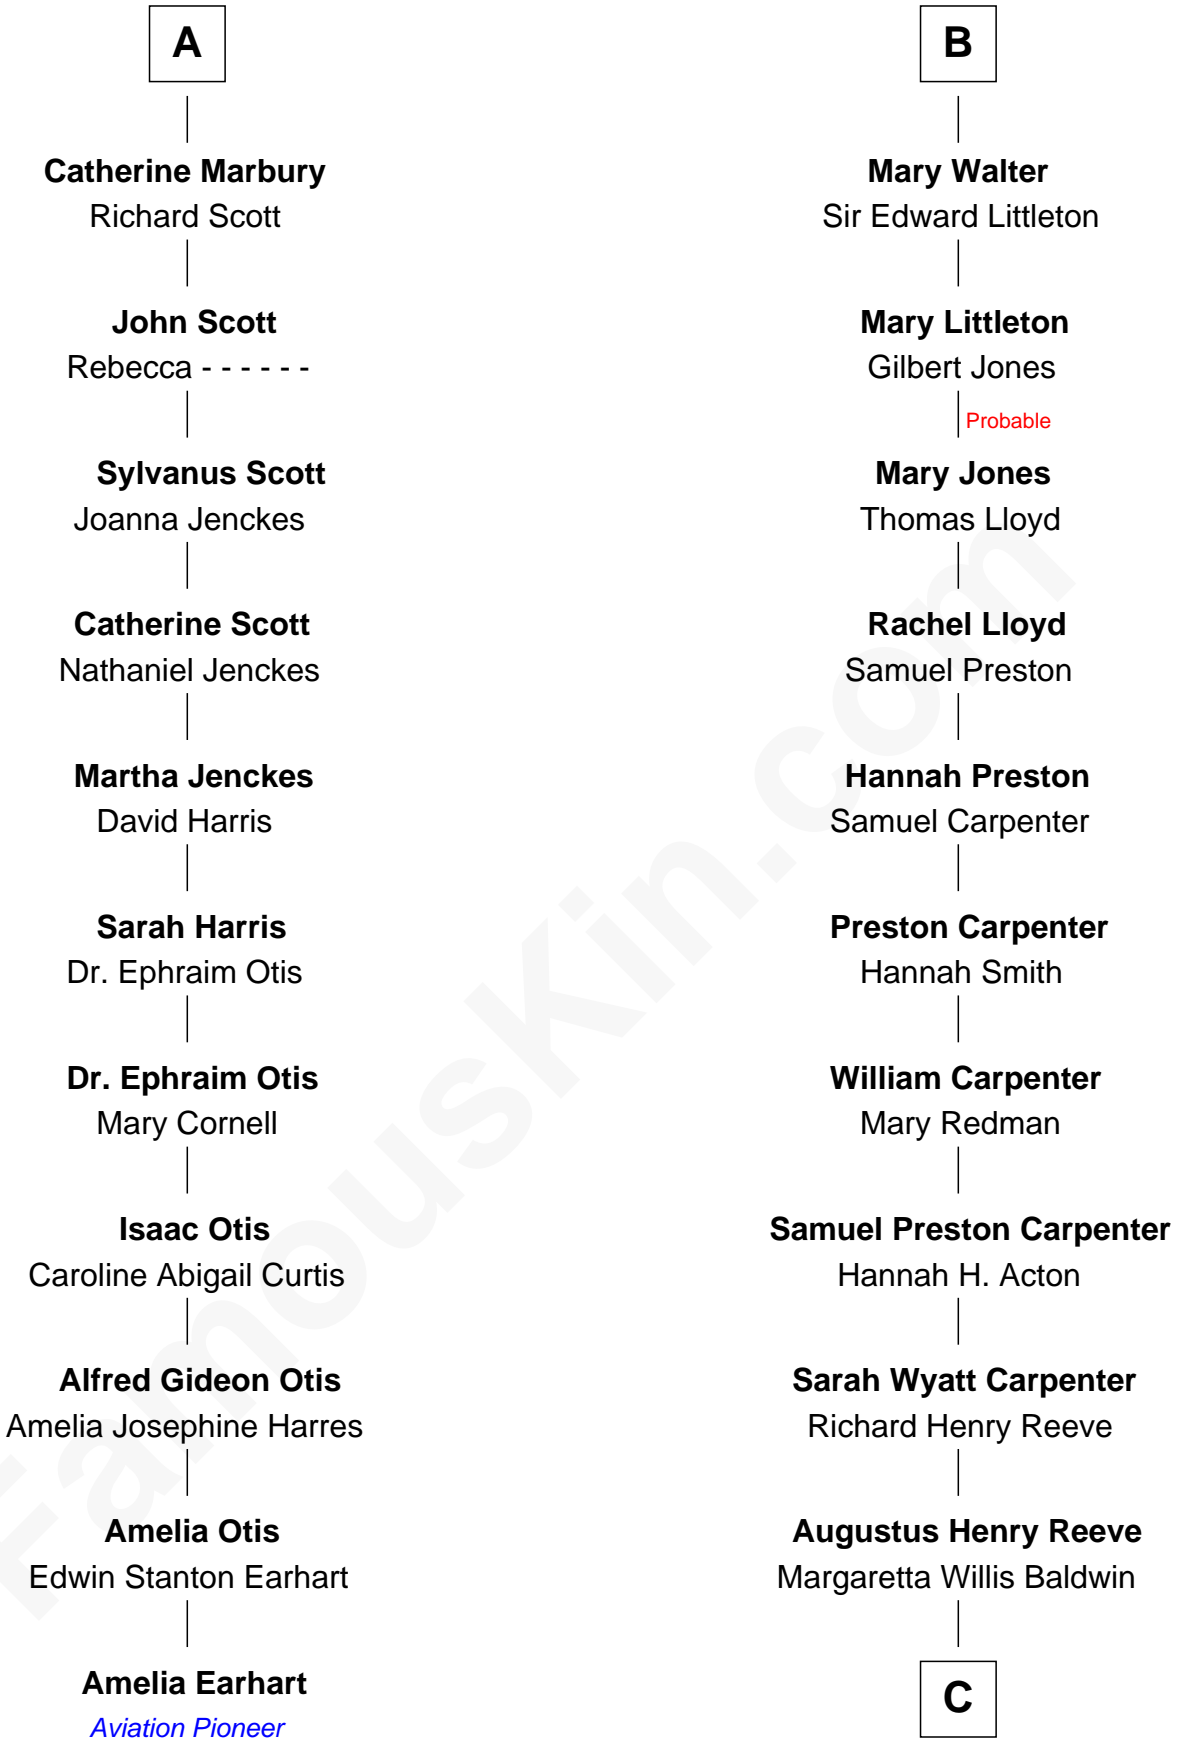 A
Catherine Marbury
Richard Scott
John Scott
Rebecca - - - - - -
Sylvanus Scott
Joanna Jenckes
Catherine Scott
Nathaniel Jenckes
Martha Jenckes
David Harris
Sarah Harris
Dr. Ephraim Otis
Dr. Ephraim Otis
Mary Cornell
Isaac Otis
Caroline Abigail Curtis
Alfred Gideon Otis
Amelia Josephine Harres
Amelia Otis
Edwin Stanton Earhart
Amelia Earhart
Aviation Pioneer
B
Mary Walter
Sir Edward Littleton
Mary Littleton
Gilbert Jones
Probable
Mary Jones
Thomas Lloyd
Rachel Lloyd
Samuel Preston
Hannah Preston
Samuel Carpenter
Preston Carpenter
Hannah Smith
William Carpenter
Mary Redman
Samuel Preston Carpenter
Hannah H. Acton
Sarah Wyatt Carpenter
Richard Henry Reeve
Augustus Henry Reeve
Margaretta Willis Baldwin
C
FamousKin.com